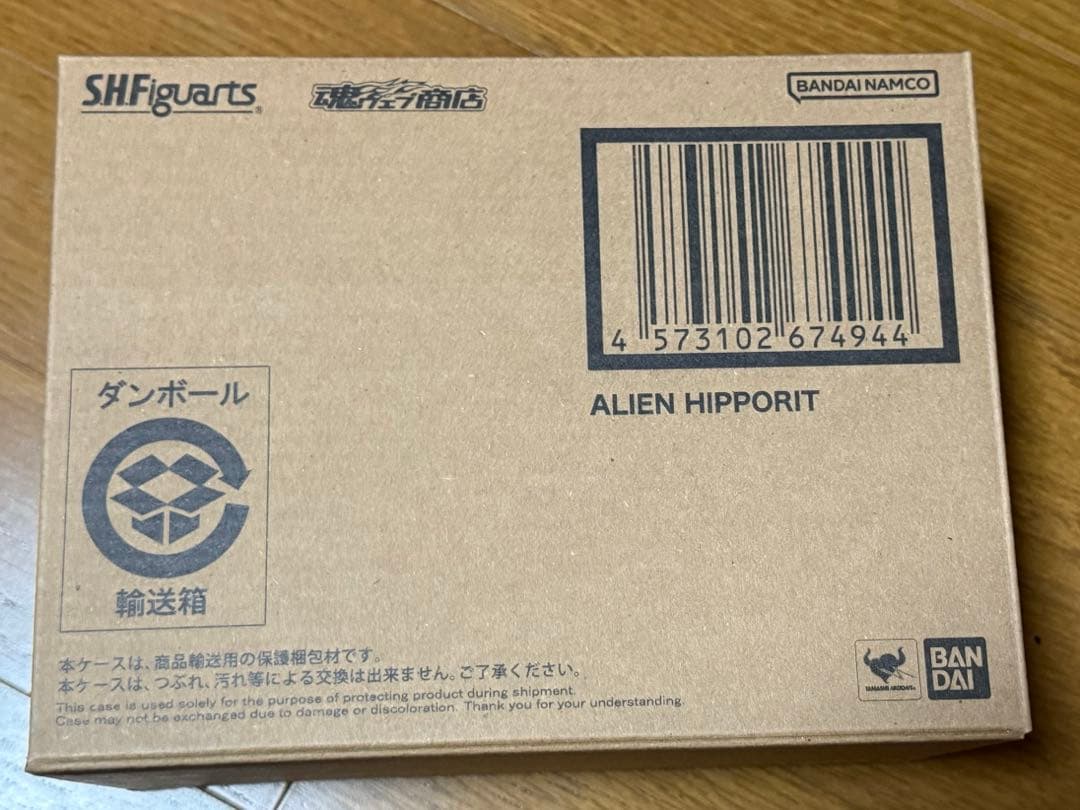 S.H.Figuarts®
魂ウェブ商店
BANDAI NAMCO
4 573102 674944
ALIEN HIPPORIT
ダンボール
輸送箱
本ケースは、商品輸送用の保護梱包材です。
本ケースは、つぶれ、汚れ等による交換は出来ません。ご了承ください。
This case is used solely for the purpose of protecting product during shipment.
Case may not be exchanged due to damage or discoloration. Thank you for your understanding.
TAMASHII NATIONS
BAN
DAI